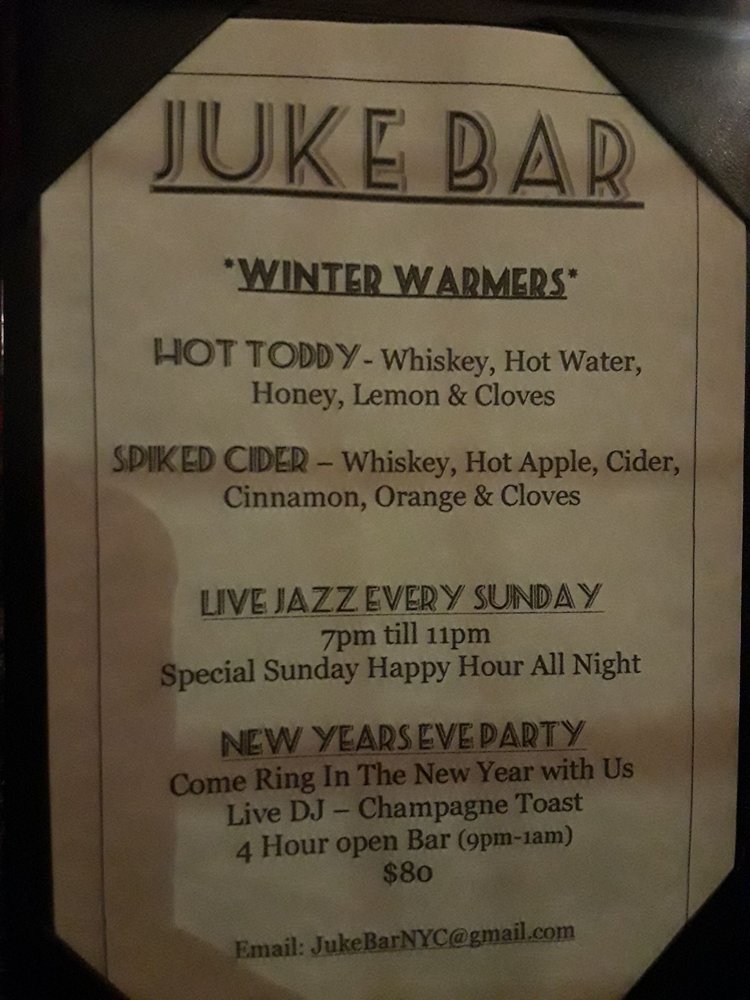 JUKE BAR
*WINTER WARMERS*
HOT TODDY - Whiskey, Hot Water,
Honey, Lemon & Cloves
SPIKED CIDER – Whiskey, Hot Apple, Cider,
Cinnamon, Orange & Cloves
LIVE JAZZ EVERY SUNDAY
7pm till 11pm
Special Sunday Happy Hour All Night
NEW YEARS EVE PARTY
Come Ring In The New Year with Us
Live DJ – Champagne Toast
4 Hour open Bar (9pm-1am)
$80
Email: JukeBarNYC@gmail.com